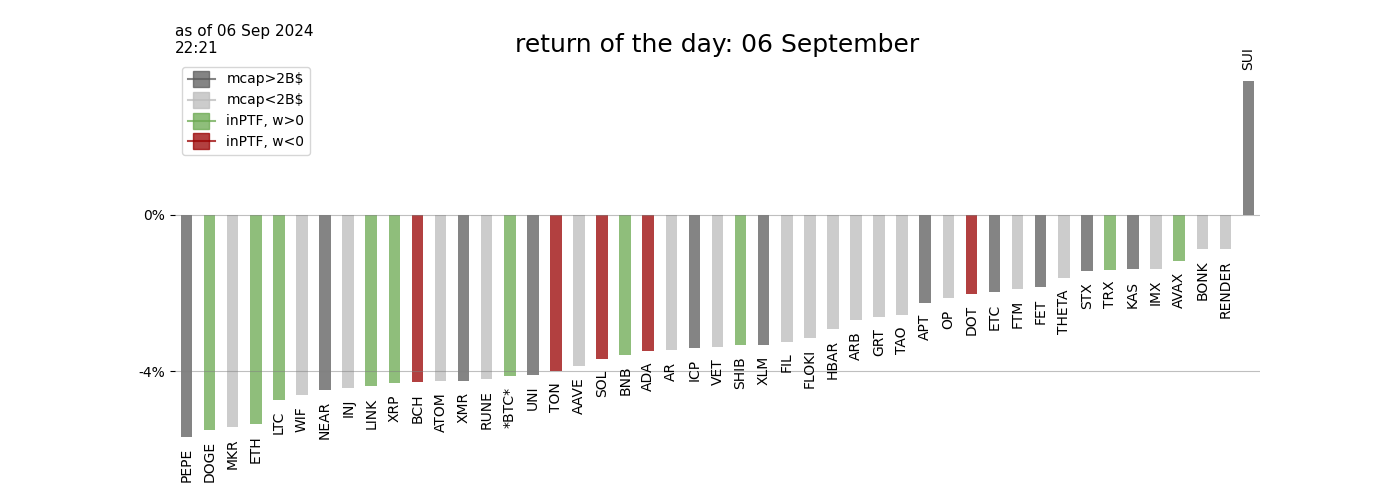 as of 06 Sep 2024
22:21
return of the day: 06 September
mcap>2B$
mcap<2B$
inPTF, w>0
inPTF, w<0
0%
-4%
PEPE
DOGE
MKR
ETH
LTC
WIF
NEAR
INJ
LINK
XRP
BCH
ATOM
XMR
RUNE
*BTC*
UNI
TON
AAVE
SOL
BNB
ADA
AR
ICP
VET
SHIB
XLM
FIL
FLOKI
HBAR
ARB
GRT
TAO
APT
OP
DOT
ETC
FTM
FET
THETA
STX
TRX
KAS
IMX
AVAX
BONK
RENDER
SUI